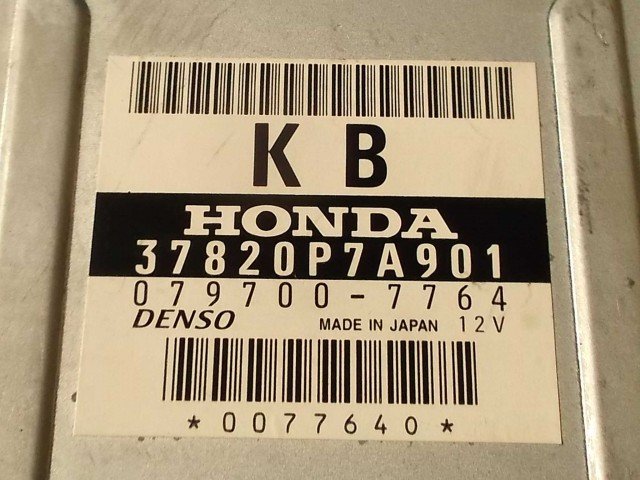 K B
HONDA
37820P7A901
079700-7764
DENSO MADE IN JAPAN 12V
*0077640*